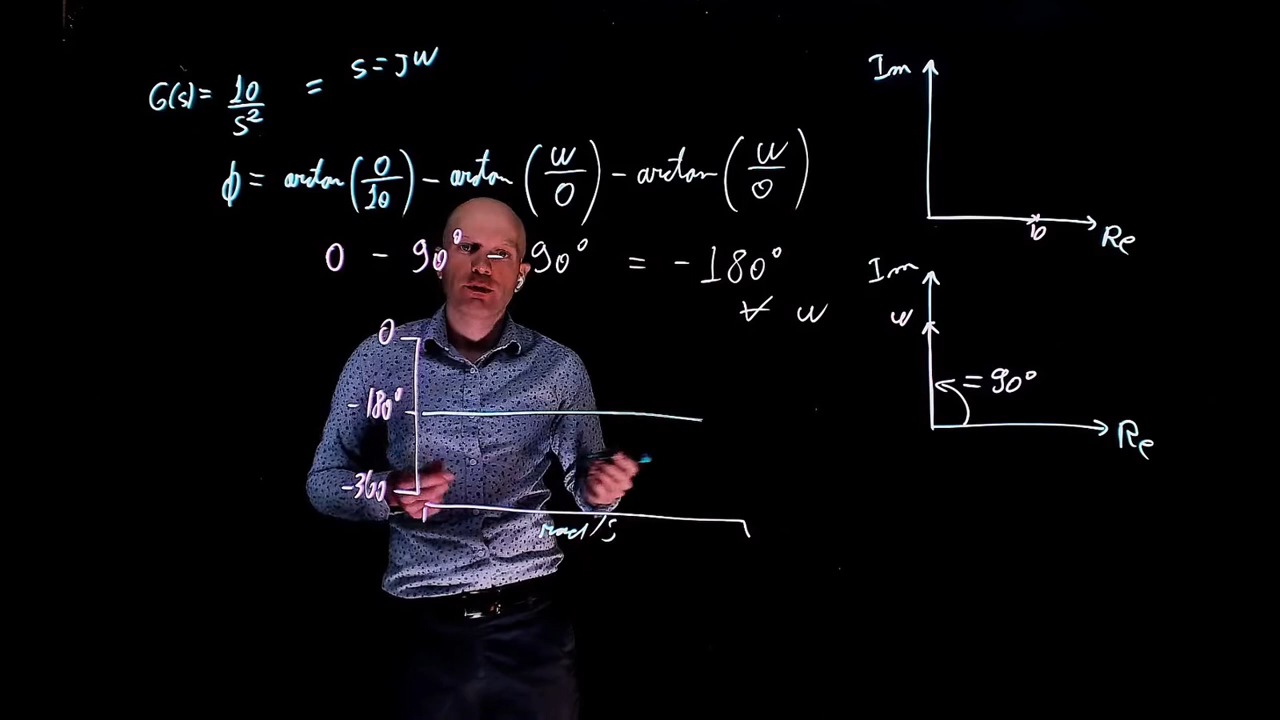 G(s) = 10/s² = s = jω
ϕ = arctan(0/10) − arctan(ω/0) − arctan(ω/0)
0 − 90° − 90° = −180°
∀ ω
0
−180°
−360
rad/s
Im
10
Re
Im
ω
= 90°
Re